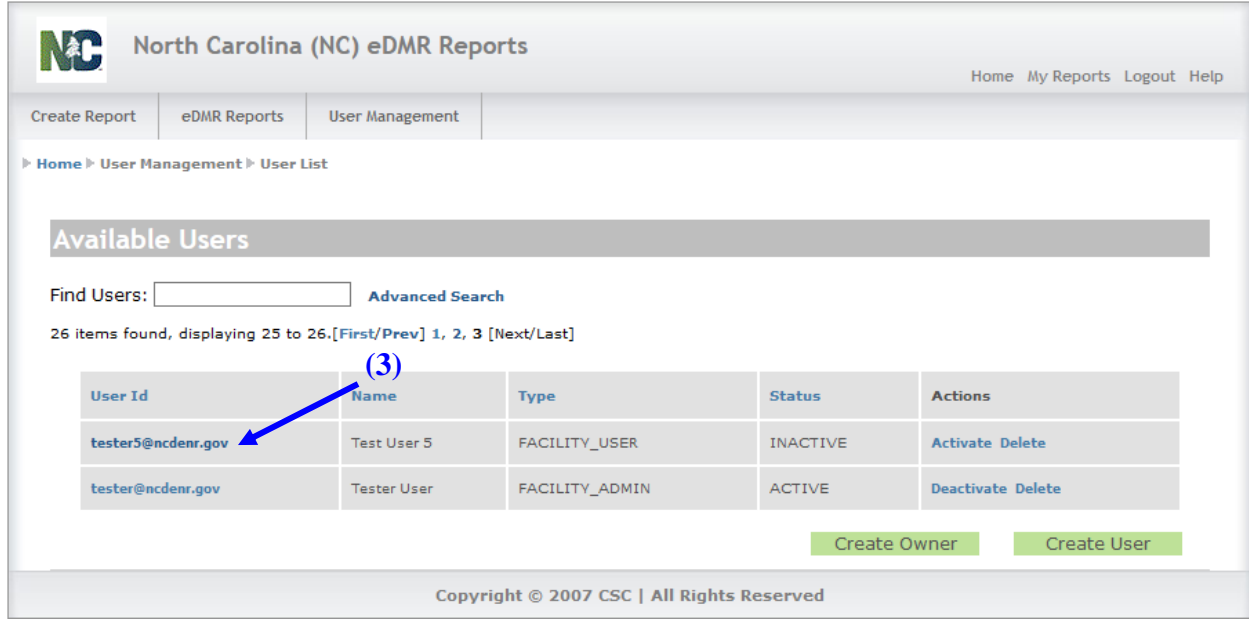 NC North Carolina (NC) eDMR Reports
Home My Reports Logout Help
Create Report eDMR Reports User Management
Home User Management User List
Available Users
Find Users: Advanced Search
26 items found, displaying 25 to 26.[First/Prev] 1, 2, 3 [Next/Last]
(3)
User Id Name Type Status Actions
tester5@ncdenr.gov Test User 5 FACILITY_USER INACTIVE Activate Delete
tester@ncdenr.gov Tester User FACILITY_ADMIN ACTIVE Deactivate Delete
Create Owner Create User
Copyright © 2007 CSC | All Rights Reserved